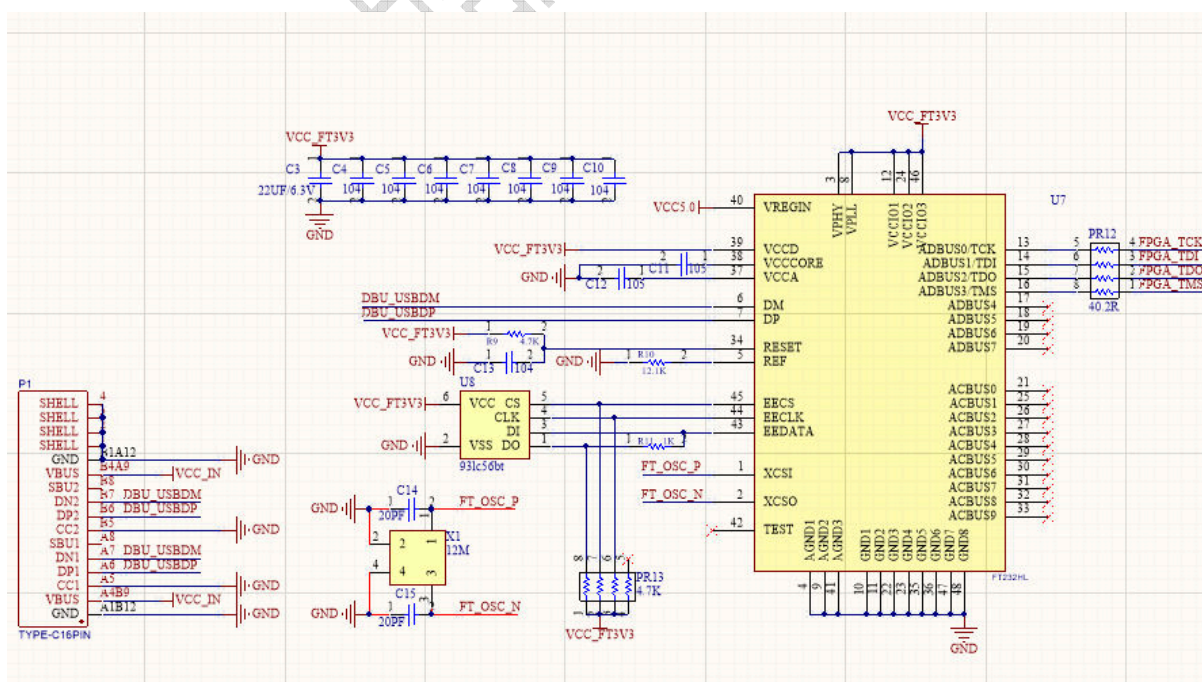 VCC_FT3V3
C3 C4 C5 C6 C7 C8 C9 C10
22UF/6.3V 104 104 104 104 104 104 104
GND
VCC_FT3V3
U7
3 8 12 24 46
VPHY VPLL VCCIO1 VCCIO2 VCCIO3
VCC5.0 40 VREGIN
VCC_FT3V3 39 VCCD
38 VCCCORE
GND 2 1 C11 105 37 VCCA
2 1 C12 105
DBU_USBDM 6 DM
DBU_USBDP 7 DP
VCC_FT3V3 1 2 R9 4.7K
34 RESET
GND 1 2 C13 104
GND 1 R10 2 12.1K 5 REF
U8
VCC_FT3V3 6 VCC CS 5 45 EECS
CLK 4 44 EECLK
DI 3 43 EEDATA
GND 2 VSS DO 1 R11 1K
93lc56bt
FT_OSC_P 1 XCSI
FT_OSC_N 2 XCSO
42 TEST
ADBUS0/TCK 13 5 PR12 4 FPGA_TCK
ADBUS1/TDI 14 6 3 FPGA_TDI
ADBUS2/TDO 15 7 2 FPGA_TDO
ADBUS3/TMS 16 8 1 FPGA_TMS
ADBUS4 17 40.2R
ADBUS5 18
ADBUS6 19
ADBUS7 20
ACBUS0 21
ACBUS1 25
ACBUS2 26
ACBUS3 27
ACBUS4 28
ACBUS5 29
ACBUS6 30
ACBUS7 31
ACBUS8 32
ACBUS9 33
AGND1 AGND2 AGND3 GND1 GND2 GND3 GND4 GND5 GND6 GND7 GND8
4 9 41 10 11 22 23 35 36 47 48
FT232HL
GND
P1
SHELL 4
SHELL
SHELL
SHELL
GND B1A12 GND
VBUS B4A9 VCC_IN
SBU2 B8
DN2 B7 DBU_USBDM
DP2 B6 DBU_USBDP
CC2 B5 GND
SBU1 A8
DN1 A7 DBU_USBDM
DP1 A6 DBU_USBDP
CC1 A5 GND
VBUS A4B9 VCC_IN
GND A1B12 GND
TYPE-C16PIN
C14
GND 1 2 FT_OSC_P
20PF
2 2 1 1 X1
12M
4 4 3 3
C15
GND 1 FT_OSC_N
20PF
8 7 6 5
PR13
4.7K
VCC_FT3V3